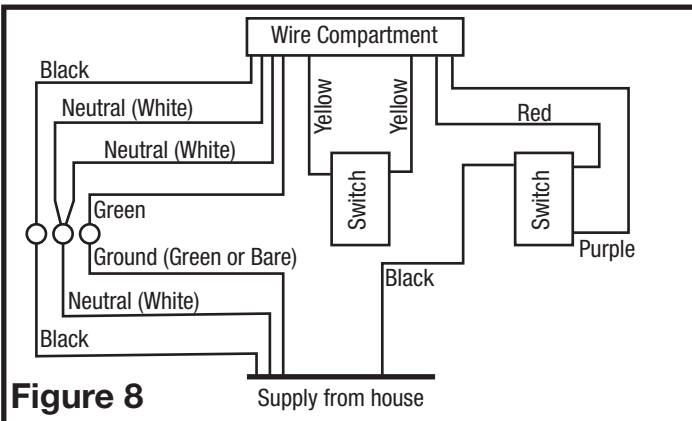 Wire Compartment
Black
Neutral (White)
Neutral (White)
Yellow
Yellow
Red
Green
Switch
Switch
Ground (Green or Bare)
Purple
Black
Neutral (White)
Black
Figure 8
Supply from house